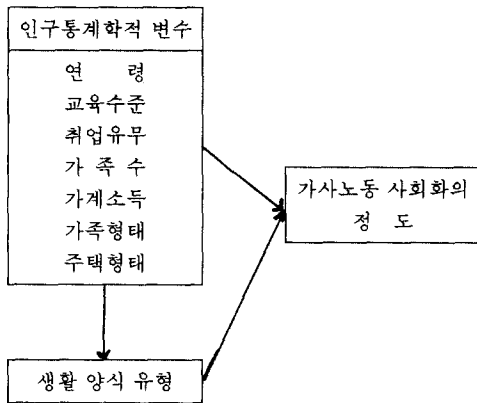 인구통계학적 변수
연 령
교육수준
취업유무
가 족 수
가계소득
가족형태
주택형태
가사노동 사회화의
정 도
생활 양식 유형